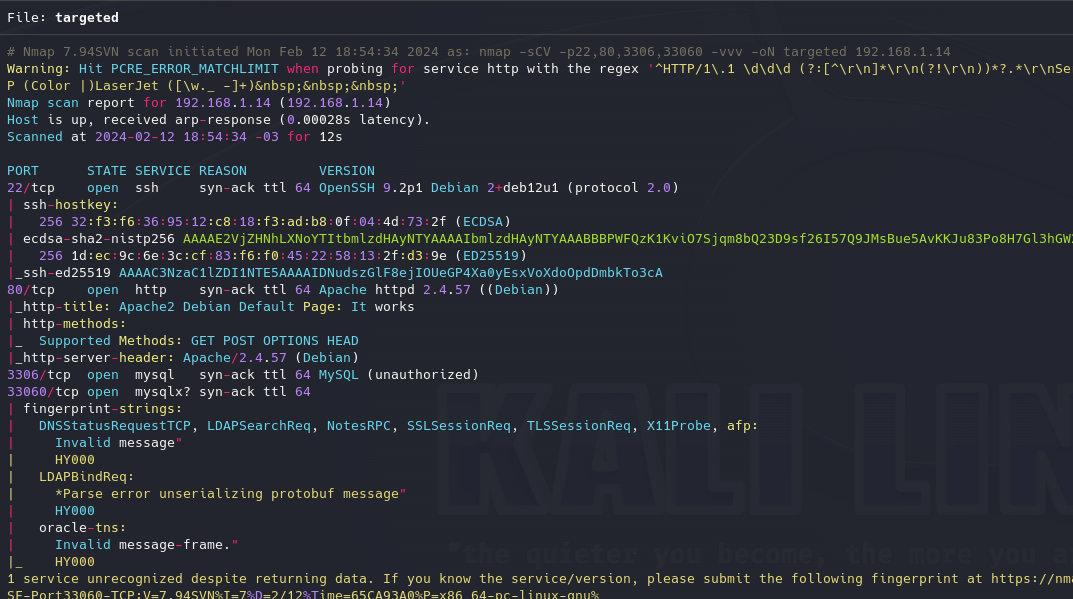 File: targeted
# Nmap 7.94SVN scan initiated Mon Feb 12 18:54:34 2024 as: nmap -sCV -p22,80,3306,33060 -vvv -oN targeted 192.168.1.14
Warning: Hit PCRE_ERROR_MATCHLIMIT when probing for service http with the regex '^HTTP/1\.1 \d\d\d (?:[^\r\n]*\r\n(?!\r\n))*?.*\r\nSe
P (Color |)LaserJet ([\w._ -]+)&nbsp;&nbsp;&nbsp;'
Nmap scan report for 192.168.1.14 (192.168.1.14)
Host is up, received arp-response (0.00028s latency).
Scanned at 2024-02-12 18:54:34 -03 for 12s
PORT      STATE SERVICE REASON         VERSION
22/tcp    open  ssh     syn-ack ttl 64 OpenSSH 9.2p1 Debian 2+deb12u1 (protocol 2.0)
| ssh-hostkey:
|   256 32:f3:f6:36:95:12:c8:18:f3:ad:b8:0f:04:4d:73:2f (ECDSA)
| ecdsa-sha2-nistp256 AAAAE2VjZHNhLXNoYTItbmlzdHAyNTYAAAAIbmlzdHAyNTYAAABBBPWFQzK1KviO7Sjqm8bQ23D9sf26I57Q9JMsBue5AvKKJu83Po8H7Gl3hGW
|   256 1d:ec:9c:6e:3c:cf:83:f6:f0:45:22:58:13:2f:d3:9e (ED25519)
|_ssh-ed25519 AAAAC3NzaC1lZDI1NTE5AAAAIDNudszGlF8ejIOUeGP4Xa0yEsxVoXdoOpdDmbkTo3cA
80/tcp    open  http    syn-ack ttl 64 Apache httpd 2.4.57 ((Debian))
|_http-title: Apache2 Debian Default Page: It works
| http-methods:
|_  Supported Methods: GET POST OPTIONS HEAD
|_http-server-header: Apache/2.4.57 (Debian)
3306/tcp  open  mysql   syn-ack ttl 64 MySQL (unauthorized)
33060/tcp open  mysqlx? syn-ack ttl 64
| fingerprint-strings:
|   DNSStatusRequestTCP, LDAPSearchReq, NotesRPC, SSLSessionReq, TLSSessionReq, X11Probe, afp:
|     Invalid message"
|     HY000
|   LDAPBindReq:
|     *Parse error unserializing protobuf message"
|     HY000
|   oracle-tns:
|     Invalid message-frame."
|_    HY000
1 service unrecognized despite returning data. If you know the service/version, please submit the following fingerprint at https://nm
SF-Port33060-TCP:V=7.94SVN%I=7%D=2/12%Time=65CA93A0%P=x86_64-pc-linux-gnu%
KALI LIN
"the quieter you become, the more you a